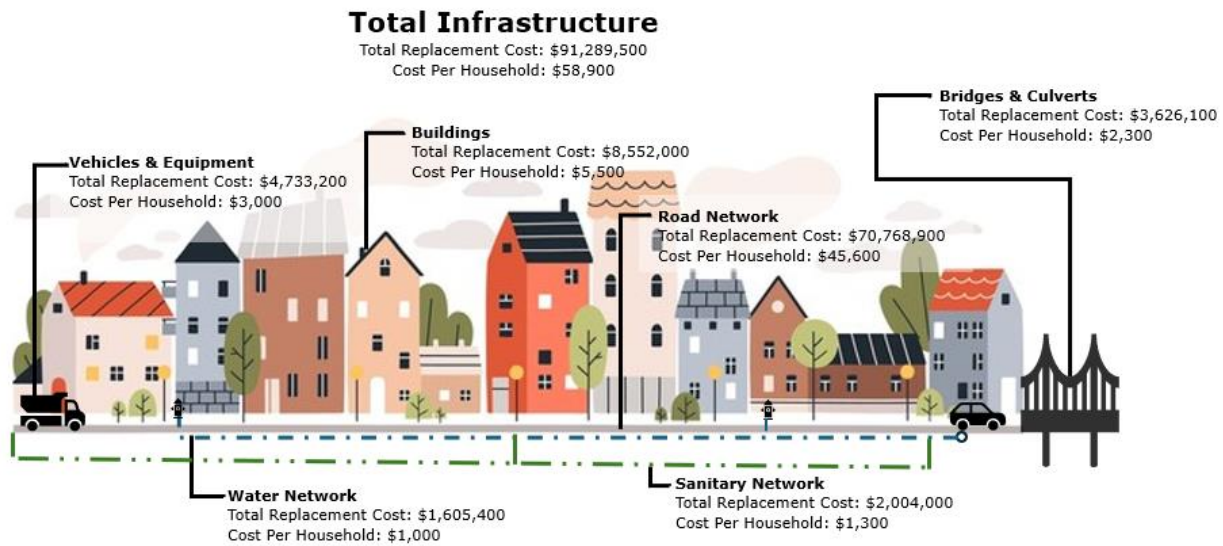 Total Infrastructure
Total Replacement Cost: $91,289,500
Cost Per Household: $58,900
Bridges & Culverts
Total Replacement Cost: $3,626,100
Cost Per Household: $2,300
Buildings
Total Replacement Cost: $8,552,000
Cost Per Household: $5,500
Vehicles & Equipment
Total Replacement Cost: $4,733,200
Cost Per Household: $3,000
Road Network
Total Replacement Cost: $70,768,900
Cost Per Household: $45,600
Water Network
Total Replacement Cost: $1,605,400
Cost Per Household: $1,000
Sanitary Network
Total Replacement Cost: $2,004,000
Cost Per Household: $1,300